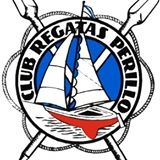 CLUB REGATAS PERILLO